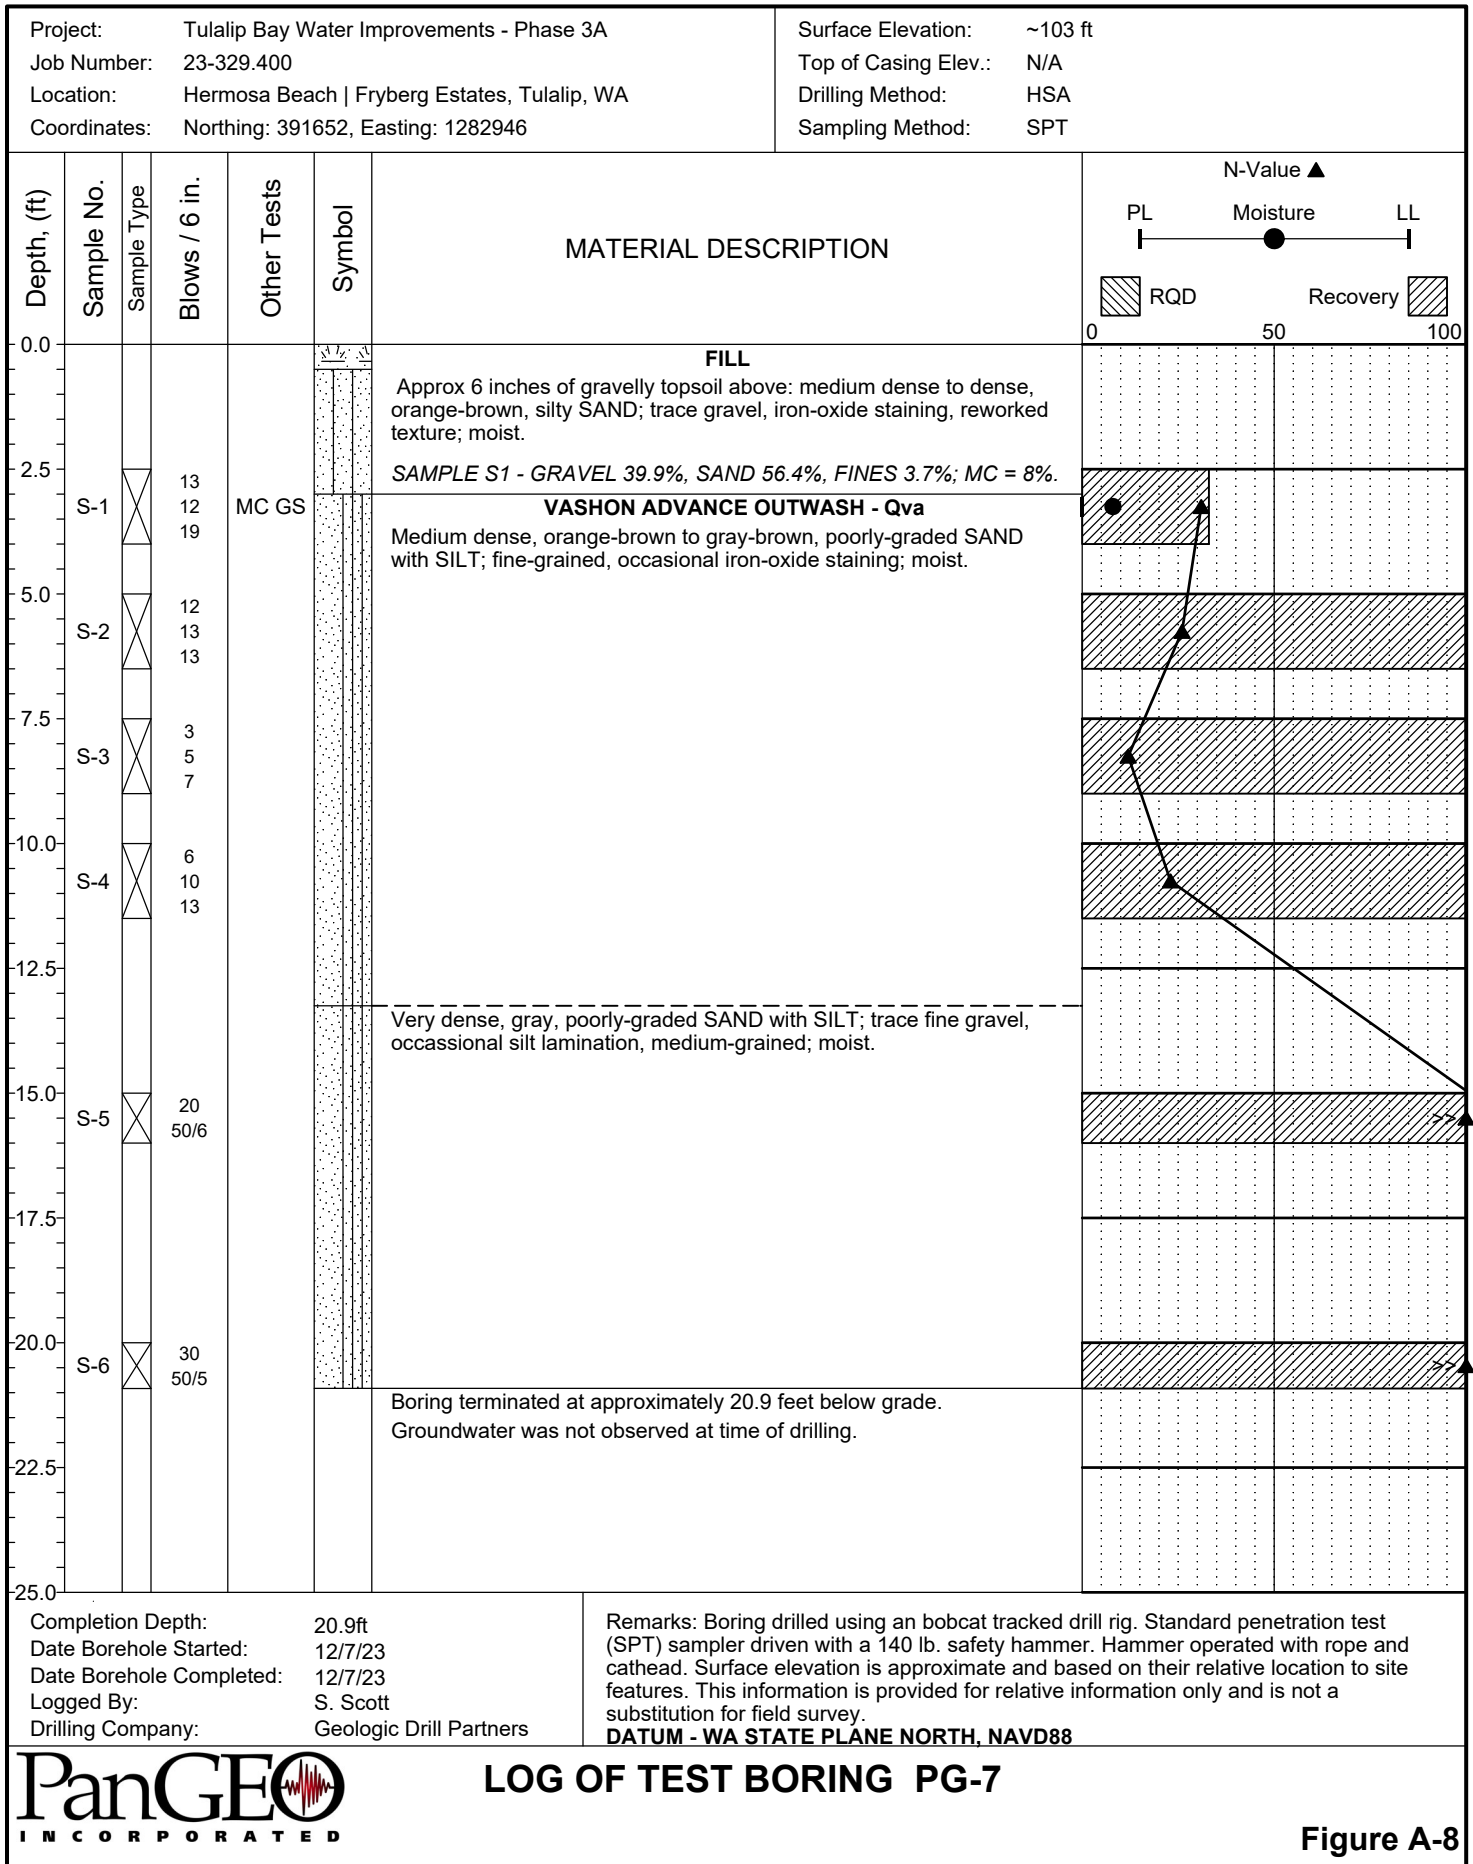 Project: Tulalip Bay Water Improvements - Phase 3A
Job Number: 23-329.400
Location: Hermosa Beach | Fryberg Estates, Tulalip, WA
Coordinates: Northing: 391652, Easting: 1282946
Surface Elevation: ~103 ft
Top of Casing Elev.: N/A
Drilling Method: HSA
Sampling Method: SPT
Depth, (ft)
Sample No.
Sample Type
Blows / 6 in.
Other Tests
Symbol
MATERIAL DESCRIPTION
N-Value ▲
PL Moisture LL
RQD Recovery
0 50 100
0.0
FILL
Approx 6 inches of gravelly topsoil above: medium dense to dense,
orange-brown, silty SAND; trace gravel, iron-oxide staining, reworked
texture; moist.
2.5
SAMPLE S1 - GRAVEL 39.9%, SAND 56.4%, FINES 3.7%; MC = 8%.
S-1
13
12
19
MC GS
VASHON ADVANCE OUTWASH - Qva
Medium dense, orange-brown to gray-brown, poorly-graded SAND
with SILT; fine-grained, occasional iron-oxide staining; moist.
5.0
S-2
12
13
13
7.5
S-3
3
5
7
10.0
S-4
6
10
13
12.5
Very dense, gray, poorly-graded SAND with SILT; trace fine gravel,
occassional silt lamination, medium-grained; moist.
15.0
S-5
20
50/6
>>
17.5
20.0
S-6
30
50/5
>>
Boring terminated at approximately 20.9 feet below grade.
Groundwater was not observed at time of drilling.
22.5
25.0
Completion Depth: 20.9ft
Date Borehole Started: 12/7/23
Date Borehole Completed: 12/7/23
Logged By: S. Scott
Drilling Company: Geologic Drill Partners
Remarks: Boring drilled using an bobcat tracked drill rig. Standard penetration test
(SPT) sampler driven with a 140 lb. safety hammer. Hammer operated with rope and
cathead. Surface elevation is approximate and based on their relative location to site
features. This information is provided for relative information only and is not a
substitution for field survey.
DATUM - WA STATE PLANE NORTH, NAVD88
PanGEO
INCORPORATED
LOG OF TEST BORING PG-7
Figure A-8